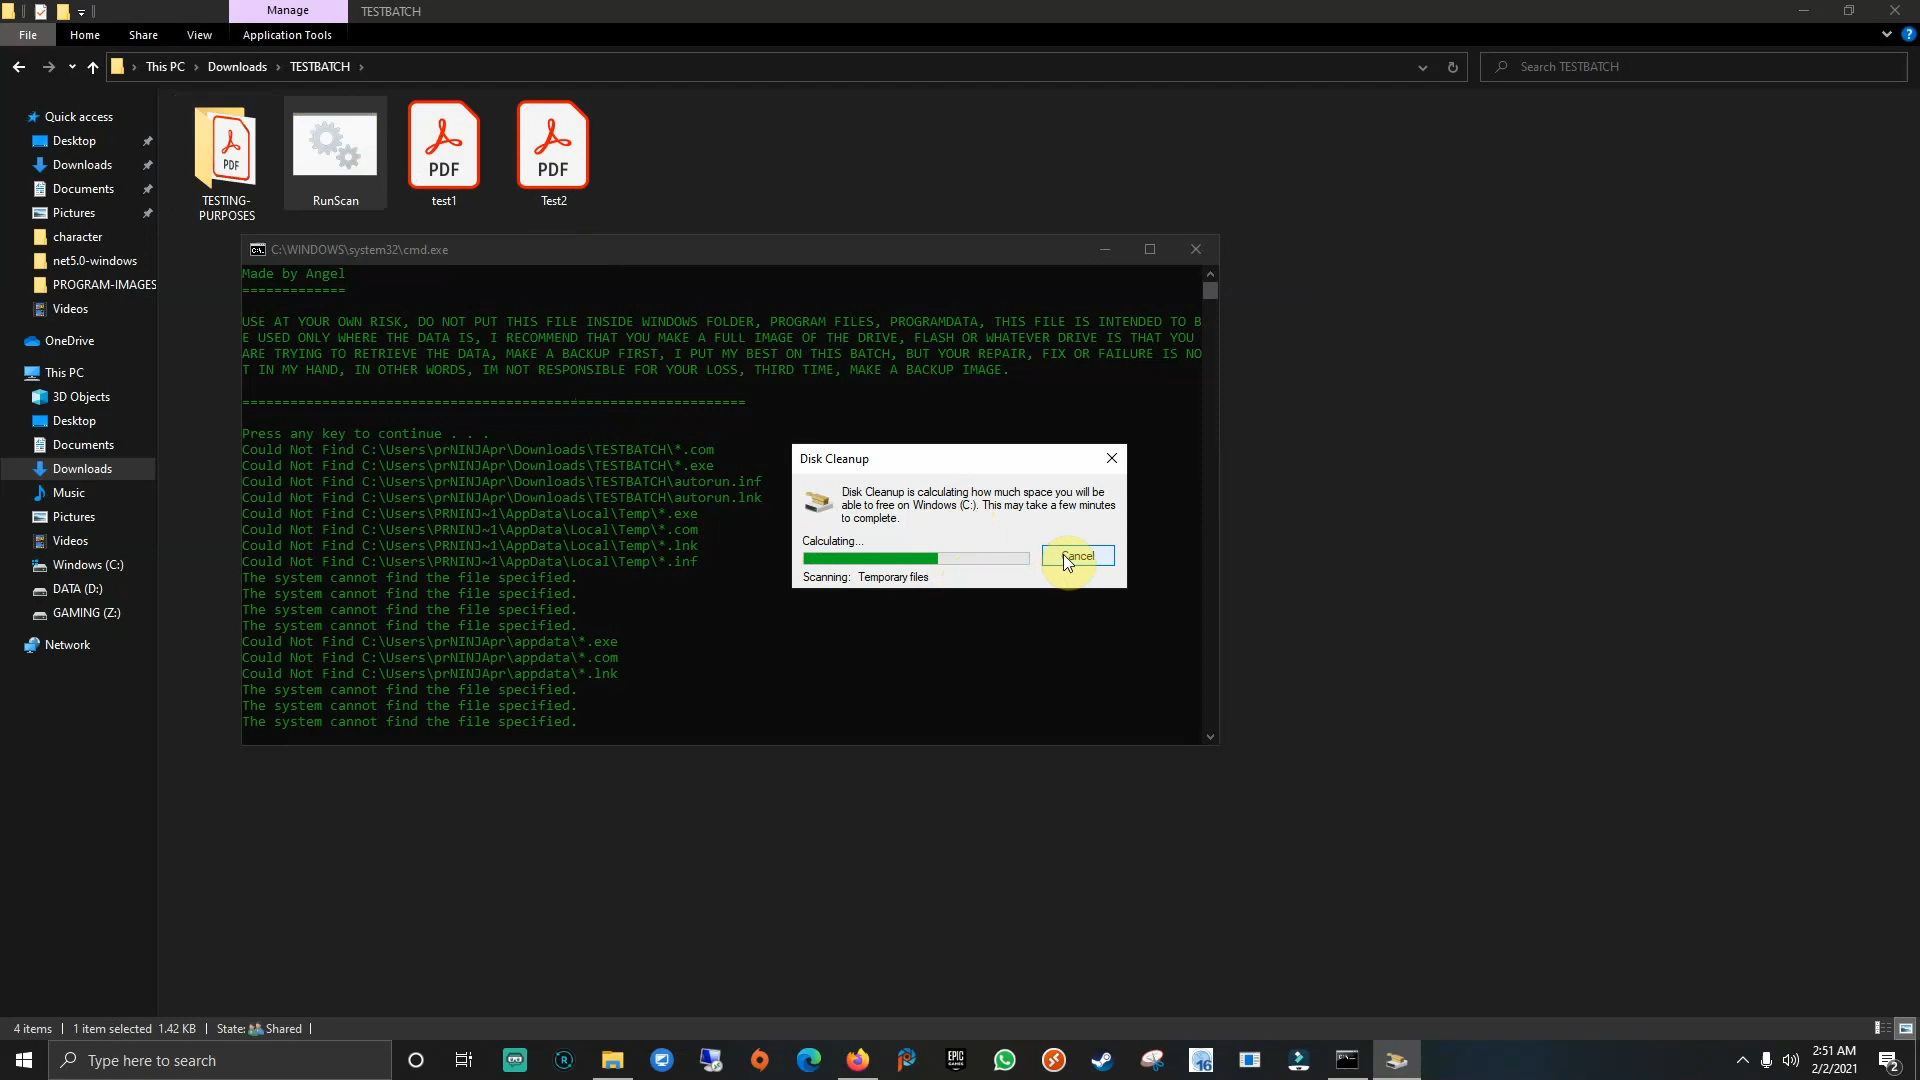 Manage
TESTBATCH
File
Home
Share
View
Application Tools
This PC
Downloads
TESTBATCH
Search TESTBATCH
Quick access
Desktop
Downloads
Documents
Pictures
character
net5.0-windows
PROGRAM-IMAGES
Videos
OneDrive
This PC
3D Objects
Desktop
Documents
Downloads
Music
Pictures
Videos
Windows (C:)
DATA (D:)
GAMING (Z:)
Network
PDF
TESTING-
PURPOSES
RunScan
PDF
test1
PDF
Test2
C:\WINDOWS\system32\cmd.exe
Made by Angel
=============
USE AT YOUR OWN RISK, DO NOT PUT THIS FILE INSIDE WINDOWS FOLDER, PROGRAM FILES, PROGRAMDATA, THIS FILE IS INTENDED TO B
E USED ONLY WHERE THE DATA IS, I RECOMMEND THAT YOU MAKE A FULL IMAGE OF THE DRIVE, FLASH OR WHATEVER DRIVE IS THAT YOU
ARE TRYING TO RETRIEVE THE DATA, MAKE A BACKUP FIRST, I PUT MY BEST ON THIS BATCH, BUT YOUR REPAIR, FIX OR FAILURE IS NO
T IN MY HAND, IN OTHER WORDS, IM NOT RESPONSIBLE FOR YOUR LOSS, THIRD TIME, MAKE A BACKUP IMAGE.
===============================================================
Press any key to continue . . .
Could Not Find C:\Users\prNINJApr\Downloads\TESTBATCH\*.com
Could Not Find C:\Users\prNINJApr\Downloads\TESTBATCH\*.exe
Could Not Find C:\Users\prNINJApr\Downloads\TESTBATCH\autorun.inf
Could Not Find C:\Users\prNINJApr\Downloads\TESTBATCH\autorun.lnk
Could Not Find C:\Users\PRNINJ~1\AppData\Local\Temp\*.exe
Could Not Find C:\Users\PRNINJ~1\AppData\Local\Temp\*.com
Could Not Find C:\Users\PRNINJ~1\AppData\Local\Temp\*.lnk
Could Not Find C:\Users\PRNINJ~1\AppData\Local\Temp\*.inf
The system cannot find the file specified.
The system cannot find the file specified.
The system cannot find the file specified.
The system cannot find the file specified.
Could Not Find C:\Users\prNINJApr\appdata\*.exe
Could Not Find C:\Users\prNINJApr\appdata\*.com
Could Not Find C:\Users\prNINJApr\appdata\*.lnk
The system cannot find the file specified.
The system cannot find the file specified.
The system cannot find the file specified.
Disk Cleanup
Disk Cleanup is calculating how much space you will be
able to free on Windows (C:). This may take a few minutes
to complete.
Calculating...
Cancel
Scanning: Temporary files
4 items
1 item selected 1.42 KB
State: Shared
Type here to search
EPIC
GAMES
16
2:51 AM
2/2/2021
2